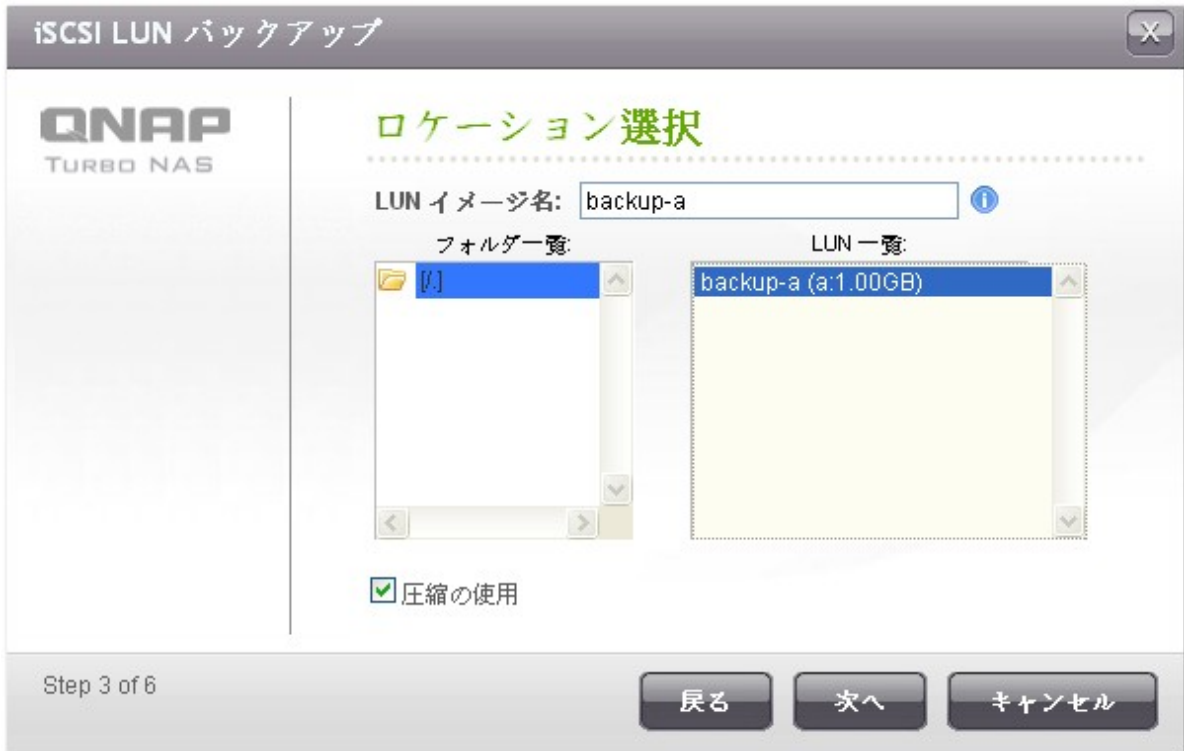 iSCSI LUN バックアップ
X
QNAP
TURBO NAS
ロケーション選択
LUN イメージ名: backup-a
フォルダ一覧:
LUN 一覧:
[/.]
backup-a (a:1.00GB)
圧縮の使用
Step 3 of 6
戻る
次へ
キャンセル